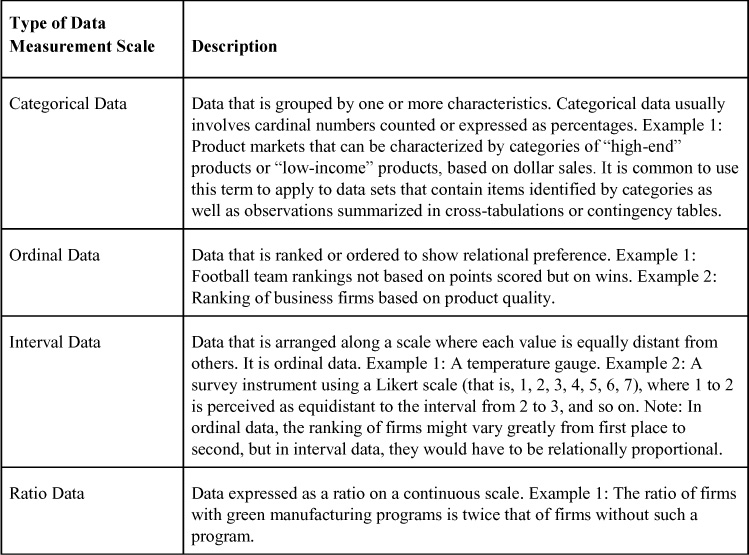 Type of Data
Measurement Scale
Description
Categorical Data
Data that is grouped by one or more characteristics. Categorical data usually
involves cardinal numbers counted or expressed as percentages. Example 1:
Product markets that can be characterized by categories of “high-end”
products or “low-income” products, based on dollar sales. It is common to use
this term to apply to data sets that contain items identified by categories as
well as observations summarized in cross-tabulations or contingency tables.
Ordinal Data
Data that is ranked or ordered to show relational preference. Example 1:
Football team rankings not based on points scored but on wins. Example 2:
Ranking of business firms based on product quality.
Interval Data
Data that is arranged along a scale where each value is equally distant from
others. It is ordinal data. Example 1: A temperature gauge. Example 2: A
survey instrument using a Likert scale (that is, 1, 2, 3, 4, 5, 6, 7), where 1 to 2
is perceived as equidistant to the interval from 2 to 3, and so on. Note: In
ordinal data, the ranking of firms might vary greatly from first place to
second, but in interval data, they would have to be relationally proportional.
Ratio Data
Data expressed as a ratio on a continuous scale. Example 1: The ratio of firms
with green manufacturing programs is twice that of firms without such a
program.